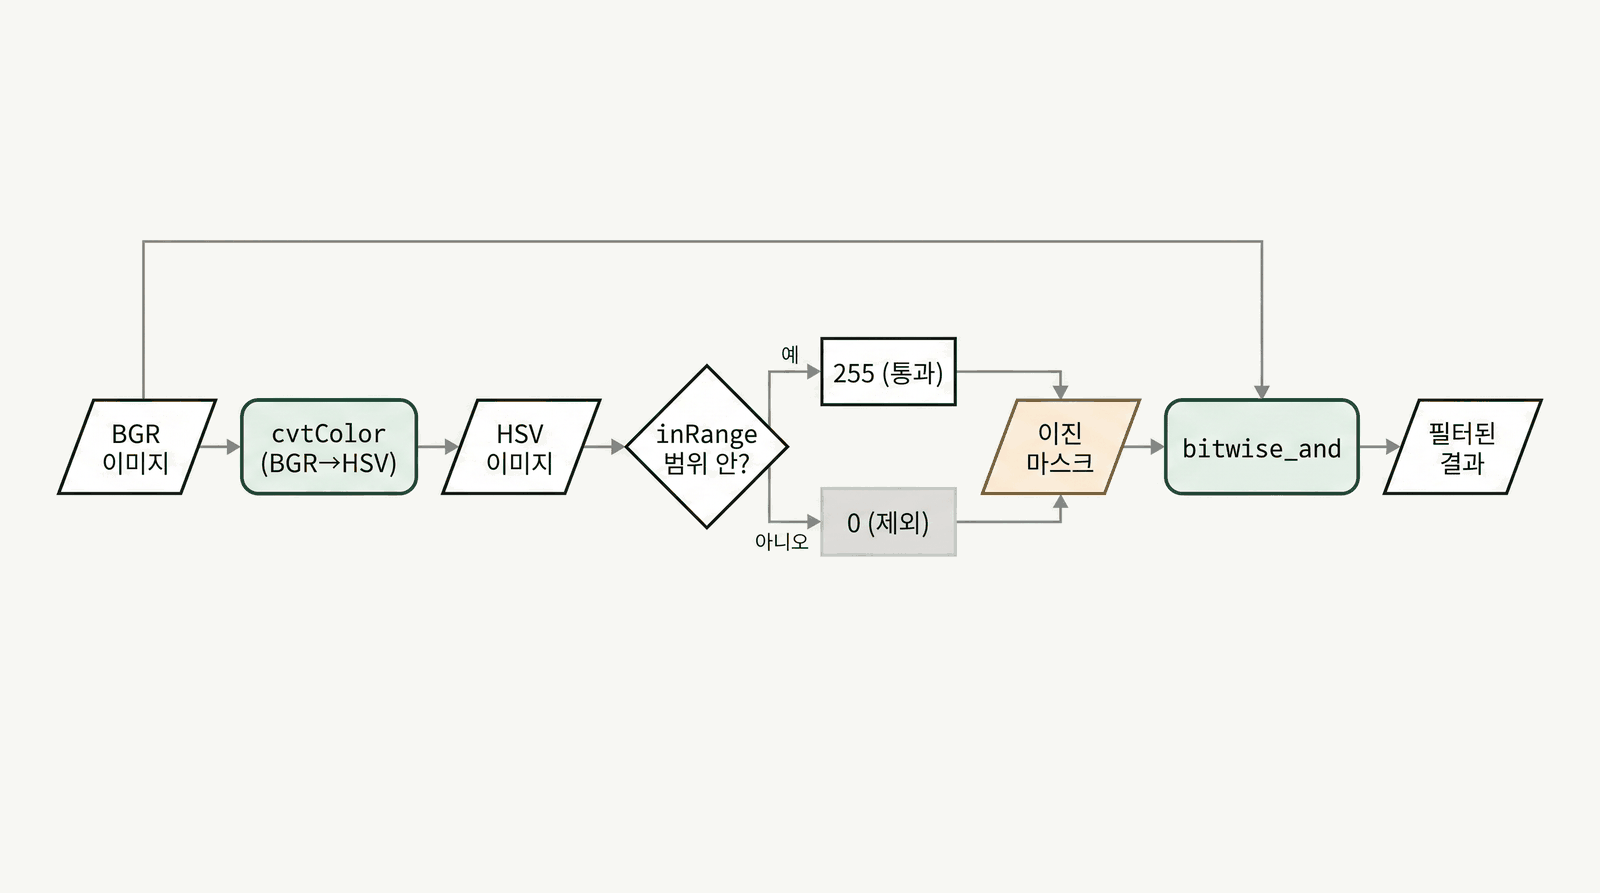 BGR
이미지
cvtColor
(BGR→HSV)
HSV
이미지
inRange
범위 안?
예
255 (통과)
아니오
0 (제외)
이진
마스크
bitwise_and
필터된
결과